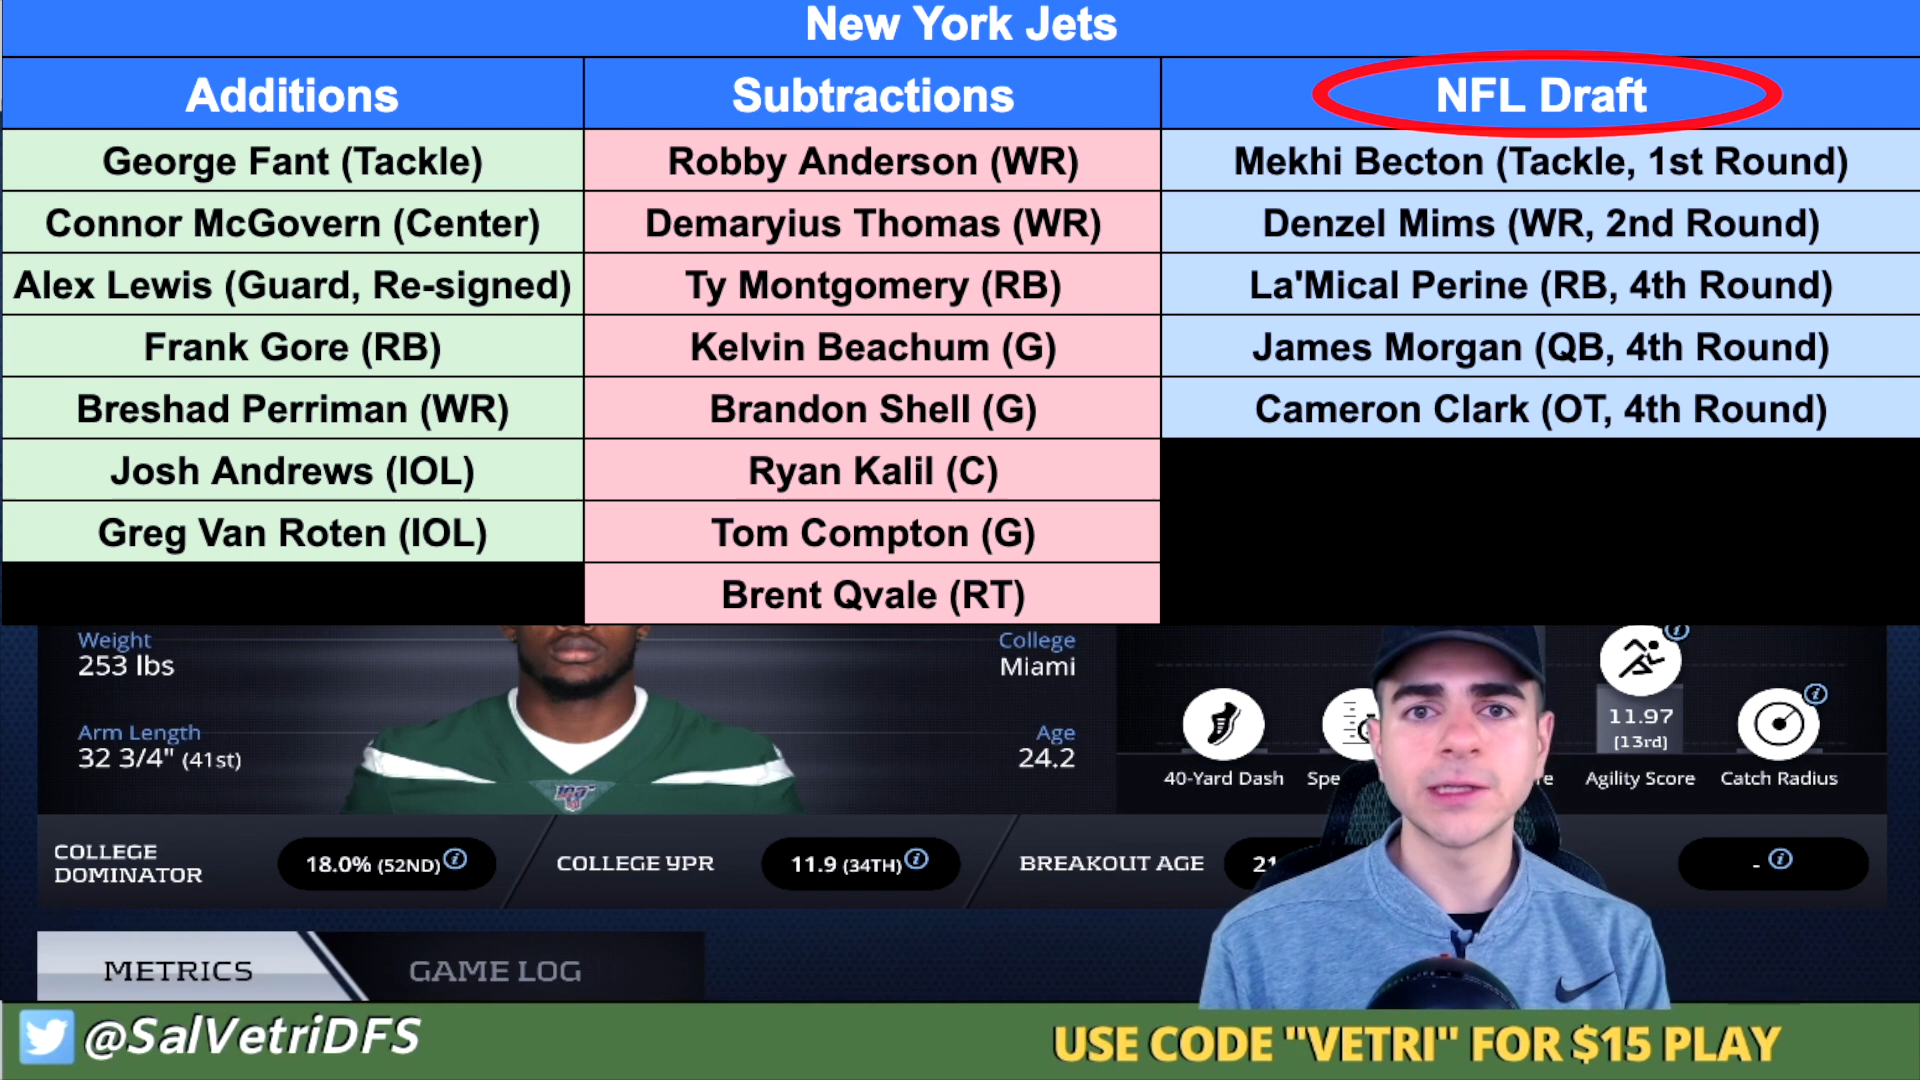 New York Jets
Additions
Subtractions
NFL Draft
George Fant (Tackle)
Robby Anderson (WR)
Mekhi Becton (Tackle, 1st Round)
Connor McGovern (Center)
Demaryius Thomas (WR)
Denzel Mims (WR, 2nd Round)
Alex Lewis (Guard, Re-signed)
Ty Montgomery (RB)
La'Mical Perine (RB, 4th Round)
Frank Gore (RB)
Kelvin Beachum (G)
James Morgan (QB, 4th Round)
Breshad Perriman (WR)
Brandon Shell (G)
Cameron Clark (OT, 4th Round)
Josh Andrews (IOL)
Ryan Kalil (C)
Greg Van Roten (IOL)
Tom Compton (G)
Brent Qvale (RT)
Weight
253 lbs
College
Miami
Arm Length
32 3/4" (41st)
Age
24.2
11.97
[13rd]
40-Yard Dash
Agility Score
Catch Radius
COLLEGE
DOMINATOR
18.0% (52ND)
COLLEGE YPR
11.9 (34TH)
BREAKOUT AGE
21
-
METRICS
GAME LOG
@SalVetriDFS
USE CODE "VETRI" FOR $15 PLAY